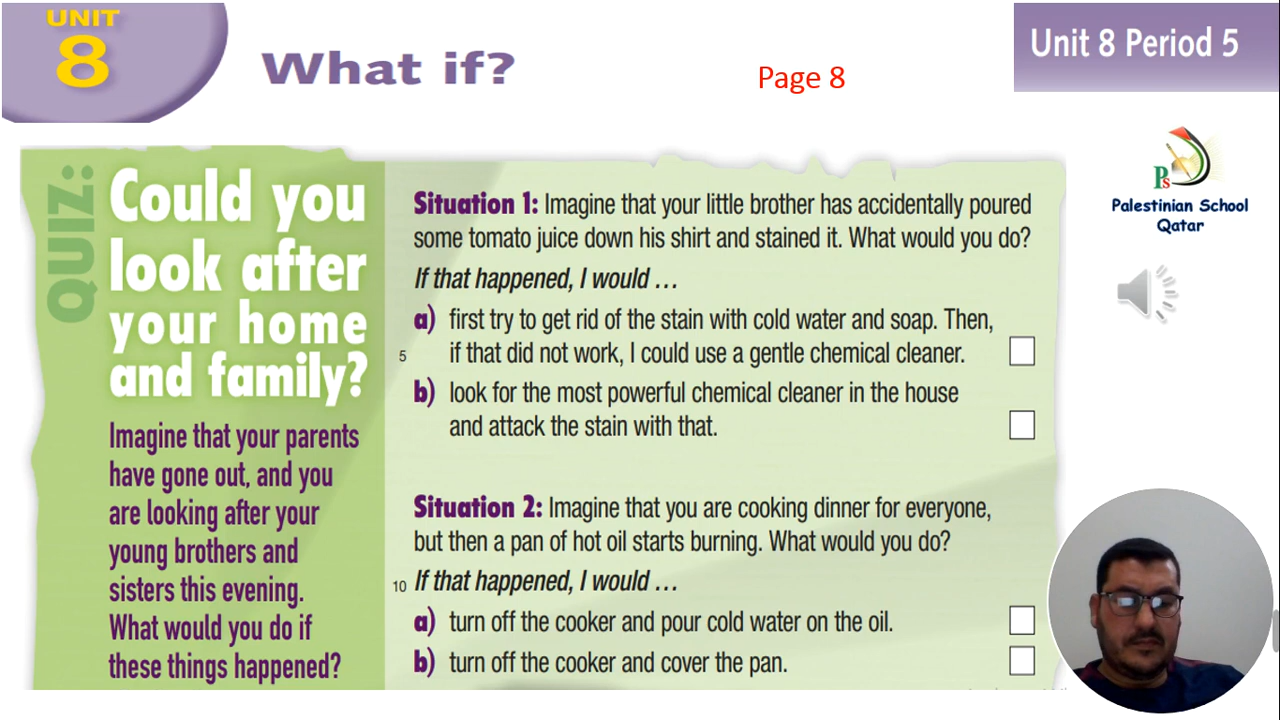 UNIT
8
What if?
Page 8
Unit 8 Period 5
QUIZ:
Could you
look after
your home
and family?
Imagine that your parents
have gone out, and you
are looking after your
young brothers and
sisters this evening.
What would you do if
these things happened?
Situation 1: Imagine that your little brother has accidentally poured
some tomato juice down his shirt and stained it. What would you do?
If that happened, I would …
a) first try to get rid of the stain with cold water and soap. Then,
5 if that did not work, I could use a gentle chemical cleaner.
b) look for the most powerful chemical cleaner in the house
and attack the stain with that.
Situation 2: Imagine that you are cooking dinner for everyone,
but then a pan of hot oil starts burning. What would you do?
10 If that happened, I would …
a) turn off the cooker and pour cold water on the oil.
b) turn off the cooker and cover the pan.
Ps
Palestinian School
Qatar